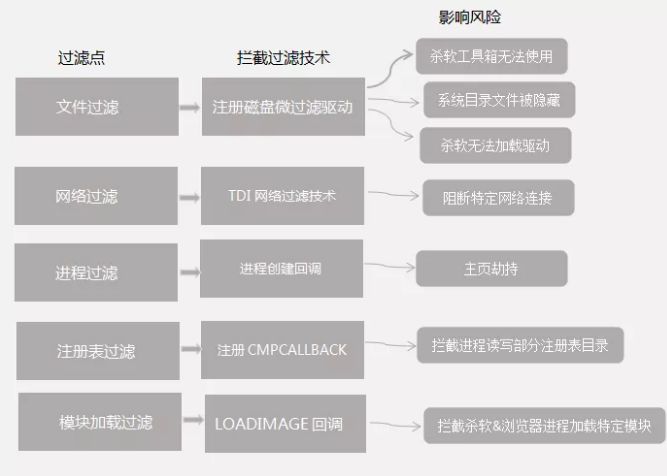 影响风险
过滤点
拦截过滤技术
文件过滤
注册磁盘微过滤驱动
杀软工具箱无法使用
系统目录文件被隐藏
杀软无法加载驱动
网络过滤
TDI 网络过滤技术
阻断特定网络连接
进程过滤
进程创建回调
主页劫持
注册表过滤
注册 CMPCALLBACK
拦截进程读写部分注册表目录
模块加载过滤
LOADIMAGE 回调
拦截杀软&浏览器进程加载特定模块